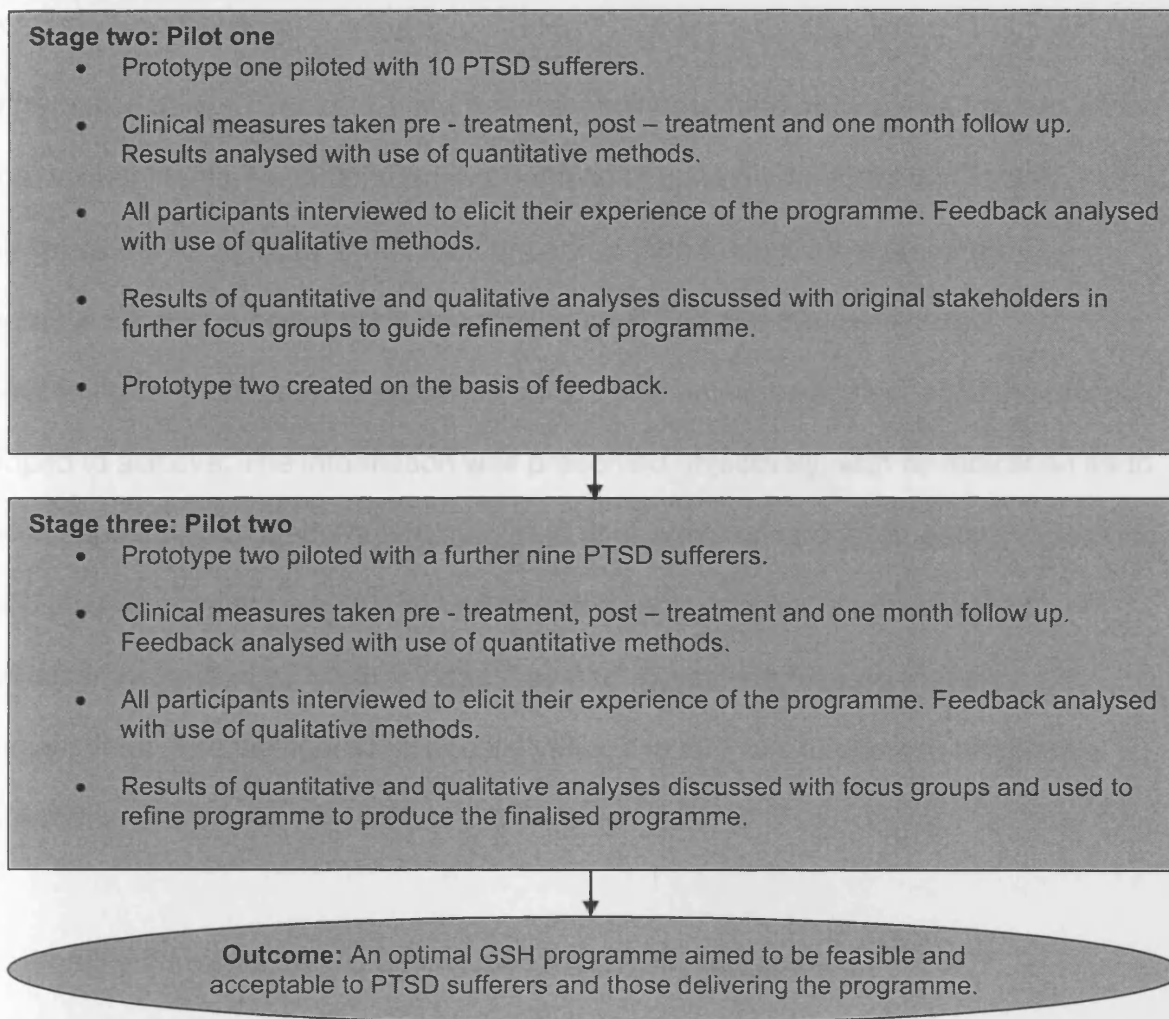 Stage two: Pilot one
• Prototype one piloted with 10 PTSD sufferers.
• Clinical measures taken pre - treatment, post – treatment and one month follow up.
Results analysed with use of quantitative methods.
• All participants interviewed to elicit their experience of the programme. Feedback analysed
with use of qualitative methods.
• Results of quantitative and qualitative analyses discussed with original stakeholders in
further focus groups to guide refinement of programme.
• Prototype two created on the basis of feedback.
Stage three: Pilot two
• Prototype two piloted with a further nine PTSD sufferers.
• Clinical measures taken pre - treatment, post – treatment and one month follow up.
Feedback analysed with use of quantitative methods.
• All participants interviewed to elicit their experience of the programme. Feedback analysed
with use of qualitative methods.
• Results of quantitative and qualitative analyses discussed with focus groups and used to
refine programme to produce the finalised programme.
Outcome: An optimal GSH programme aimed to be feasible and
acceptable to PTSD sufferers and those delivering the programme.